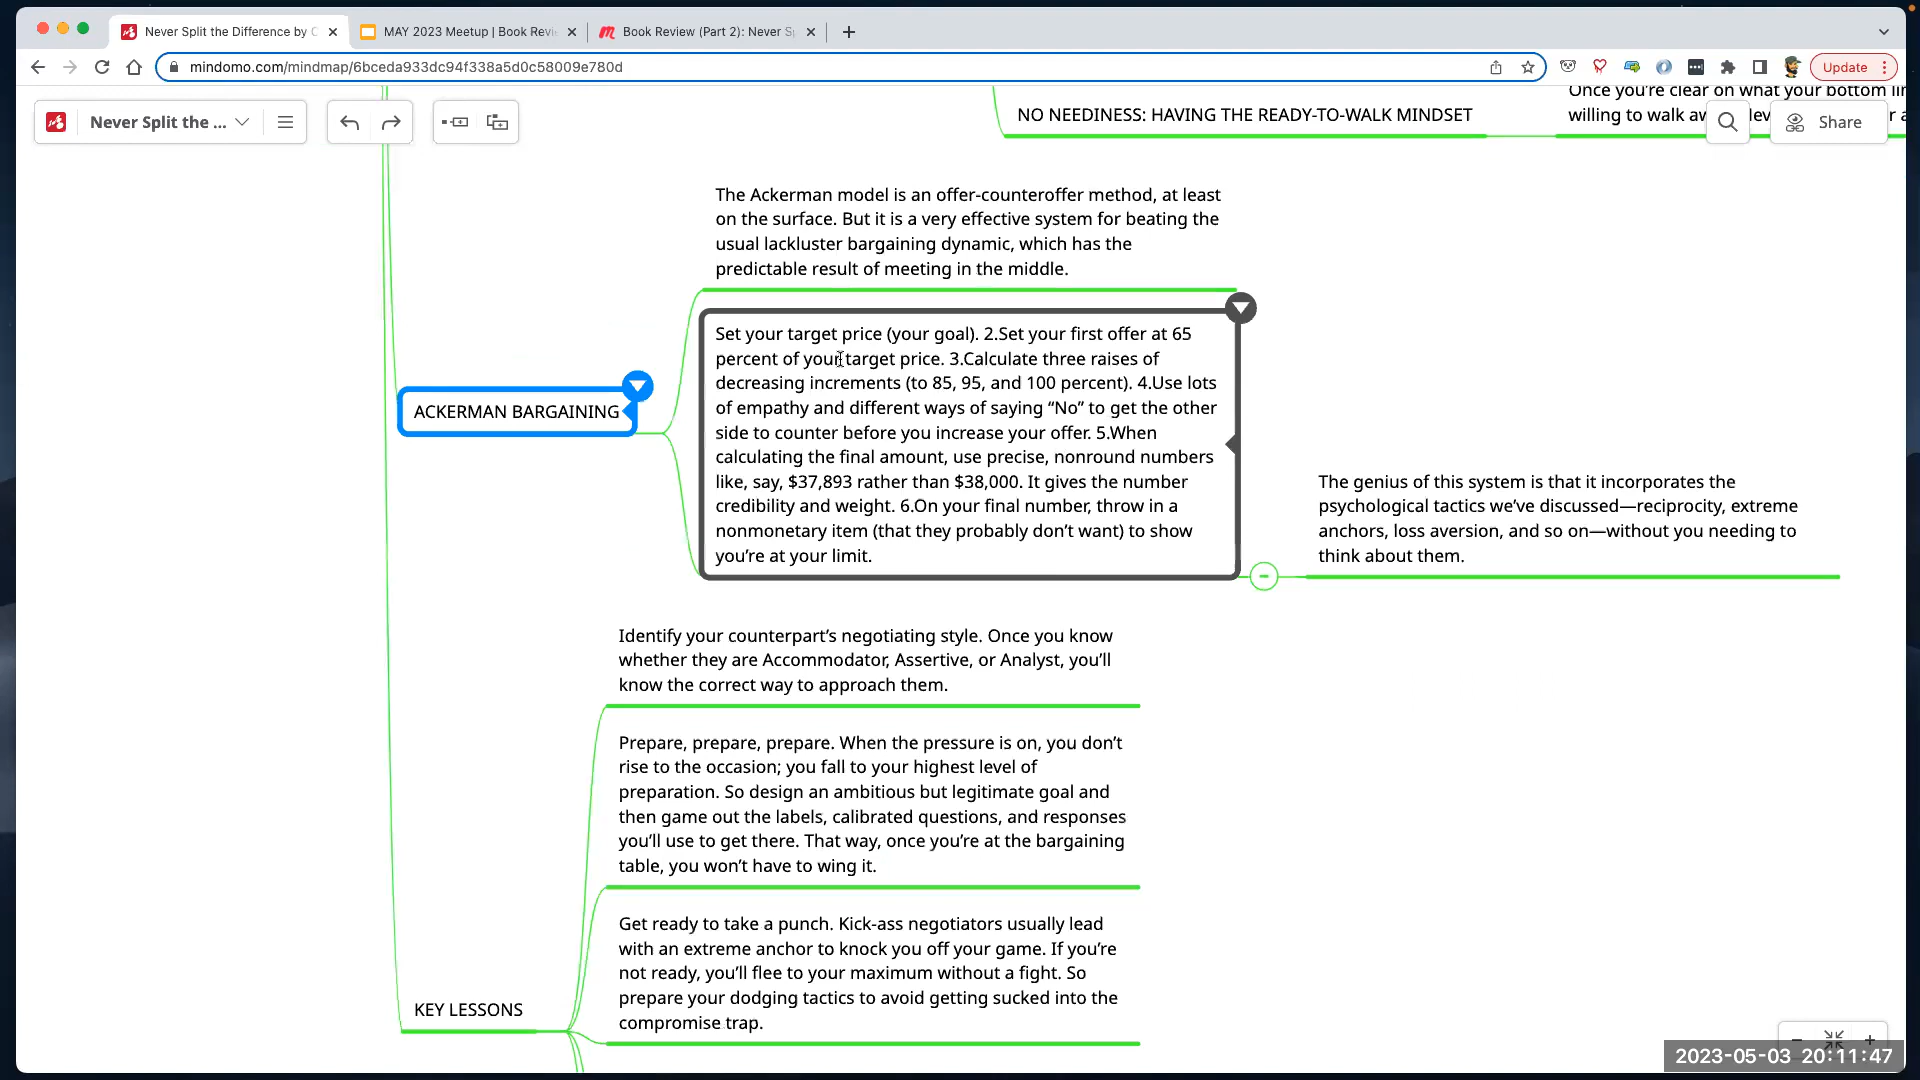 Never Split the Difference by C
MAY 2023 Meetup | Book Revi
Book Review (Part 2): Never Sp
mindomo.com/mindmap/6bceda933dc94f338a5d0c58009e780d
Update
Never Split the ...
Share
NO NEEDINESS: HAVING THE READY-TO-WALK MINDSET
Once you're clear on what your bottom lin
willing to walk aw
The Ackerman model is an offer-counteroffer method, at least
on the surface. But it is a very effective system for beating the
usual lackluster bargaining dynamic, which has the
predictable result of meeting in the middle.
ACKERMAN BARGAINING
Set your target price (your goal). 2.Set your first offer at 65
percent of your target price. 3.Calculate three raises of
decreasing increments (to 85, 95, and 100 percent). 4.Use lots
of empathy and different ways of saying “No” to get the other
side to counter before you increase your offer. 5.When
calculating the final amount, use precise, nonround numbers
like, say, $37,893 rather than $38,000. It gives the number
credibility and weight. 6.On your final number, throw in a
nonmonetary item (that they probably don’t want) to show
you’re at your limit.
The genius of this system is that it incorporates the
psychological tactics we’ve discussed—reciprocity, extreme
anchors, loss aversion, and so on—without you needing to
think about them.
Identify your counterpart’s negotiating style. Once you know
whether they are Accommodator, Assertive, or Analyst, you’ll
know the correct way to approach them.
Prepare, prepare, prepare. When the pressure is on, you don’t
rise to the occasion; you fall to your highest level of
preparation. So design an ambitious but legitimate goal and
then game out the labels, calibrated questions, and responses
you’ll use to get there. That way, once you’re at the bargaining
table, you won’t have to wing it.
Get ready to take a punch. Kick-ass negotiators usually lead
with an extreme anchor to knock you off your game. If you’re
not ready, you’ll flee to your maximum without a fight. So
prepare your dodging tactics to avoid getting sucked into the
compromise trap.
KEY LESSONS
2023-05-03 20:11:47